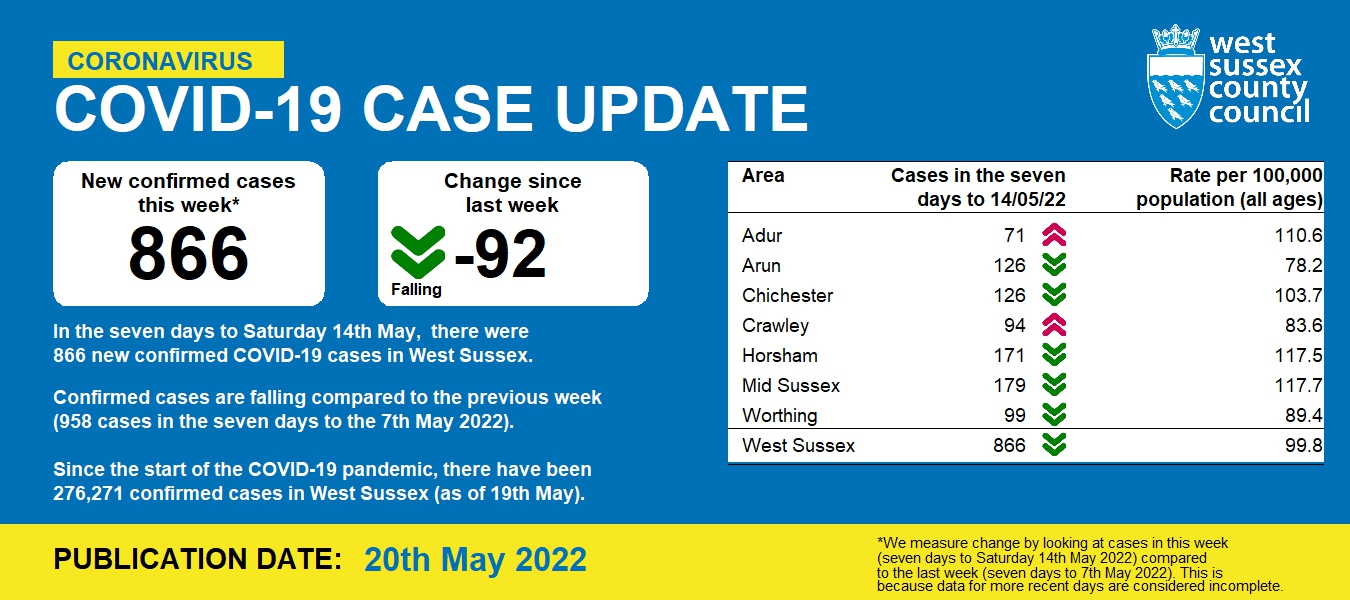 CORONAVIRUS
COVID-19 CASE UPDATE
west
sussex
county
council
New confirmed cases
this week*
866
Change since
last week
-92
Falling
In the seven days to Saturday 14th May, there were
866 new confirmed COVID-19 cases in West Sussex.
Confirmed cases are falling compared to the previous week
(958 cases in the seven days to the 7th May 2022).
Since the start of the COVID-19 pandemic, there have been
276,271 confirmed cases in West Sussex (as of 19th May).
Area Cases in the seven Rate per 100,000
days to 14/05/22 population (all ages)
Adur 71 110.6
Arun 126 78.2
Chichester 126 103.7
Crawley 94 83.6
Horsham 171 117.5
Mid Sussex 179 117.7
Worthing 99 89.4
West Sussex 866 99.8
PUBLICATION DATE: 20th May 2022
*We measure change by looking at cases in this week
(seven days to Saturday 14th May 2022) compared
to the last week (seven days to 7th May 2022). This is
because data for more recent days are considered incomplete.